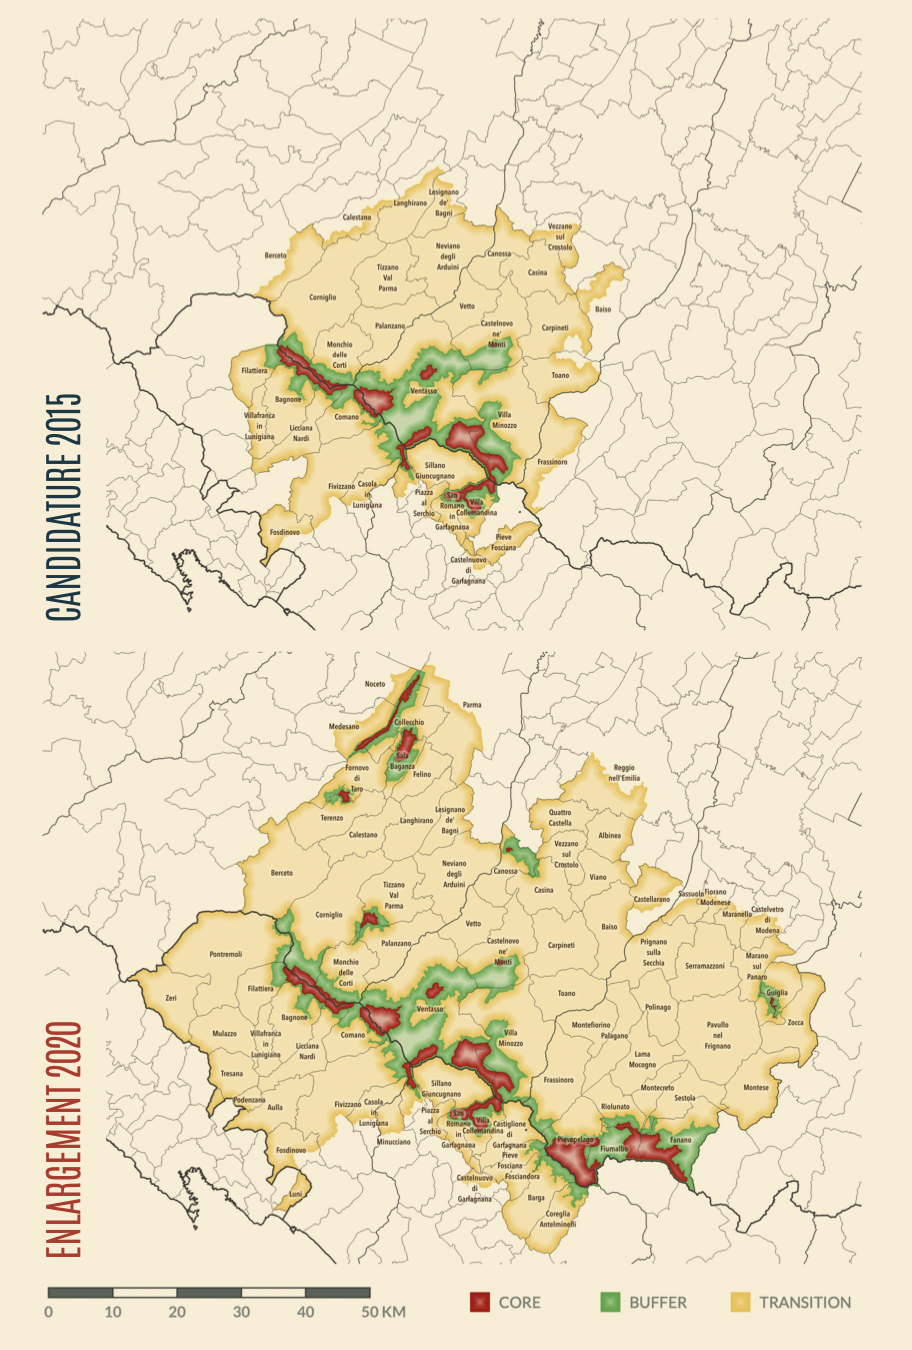 CANDIDATURE 2015
Lesignano
de'
Bagni
Langhirano
Calestano
Vezzano
sul
Crostolo
Berceto
Neviano
degli
Arduini
Canossa
Tizzano
Val
Parma
Casina
Corniglio
Vetto
Baiso
Palanzano
Castelnovo
ne'
Monti
Carpineti
Monchio
delle
Corti
Filattiera
Toano
Ventasso
Bagnone
Villafranca
in
Lunigiana
Comano
Licciana
Nardi
Villa
Minozzo
Sillano
Giuncugnano
Frassinoro
Fivizzano
Casola
in
Lunigiana
Piazza
al
Serchio
San
Romano
in
Garfagnana
Villa
Collemandina
Fosdinovo
Pieve
Fosciana
Castelnuovo
di
Garfagnana
ENLARGEMENT 2020
Noceto
Parma
Medesano
Collecchio
Sala
Baganza
Felino
Fornovo
di
Taro
Reggio
nell'Emilia
Terenzo
Langhirano
Lesignano
de'
Bagni
Quattro
Castella
Calestano
Albinea
Vezzano
sul
Crostolo
Berceto
Neviano
degli
Arduini
Canossa
Viano
Tizzano
Val
Parma
Casina
Castellarano
Sassuolo
Fiorano
Modenese
Maranello
Castelvetro
di
Modena
Corniglio
Vetto
Baiso
Palanzano
Castelnovo
ne'
Monti
Carpineti
Prignano
sulla
Secchia
Serramazzoni
Marano
sul
Panaro
Pontremoli
Monchio
delle
Corti
Filattiera
Zeri
Toano
Guiglia
Ventasso
Polinago
Zocca
Bagnone
Mulazzo
Villafranca
in
Lunigiana
Comano
Licciana
Nardi
Villa
Minozzo
Montefiorino
Palagano
Pavullo
nel
Frignano
Lama
Mocogno
Tresana
Sillano
Giuncugnano
Frassinoro
Montecreto
Sestola
Montese
Podenzana
Aulla
Fivizzano
Casola
in
Lunigiana
Piazza
al
Serchio
San
Romano
in
Garfagnana
Villa
Collemandina
Castiglione
di
Garfagnana
Riolunato
Minucciano
Pievepelago
Fiumalbo
Fanano
Fosdinovo
Pieve
Fosciana
Fosciandora
Castelnuovo
di
Garfagnana
Luni
Barga
Coreglia
Antelminelli
0 10 20 30 40 50 KM
CORE
BUFFER
TRANSITION